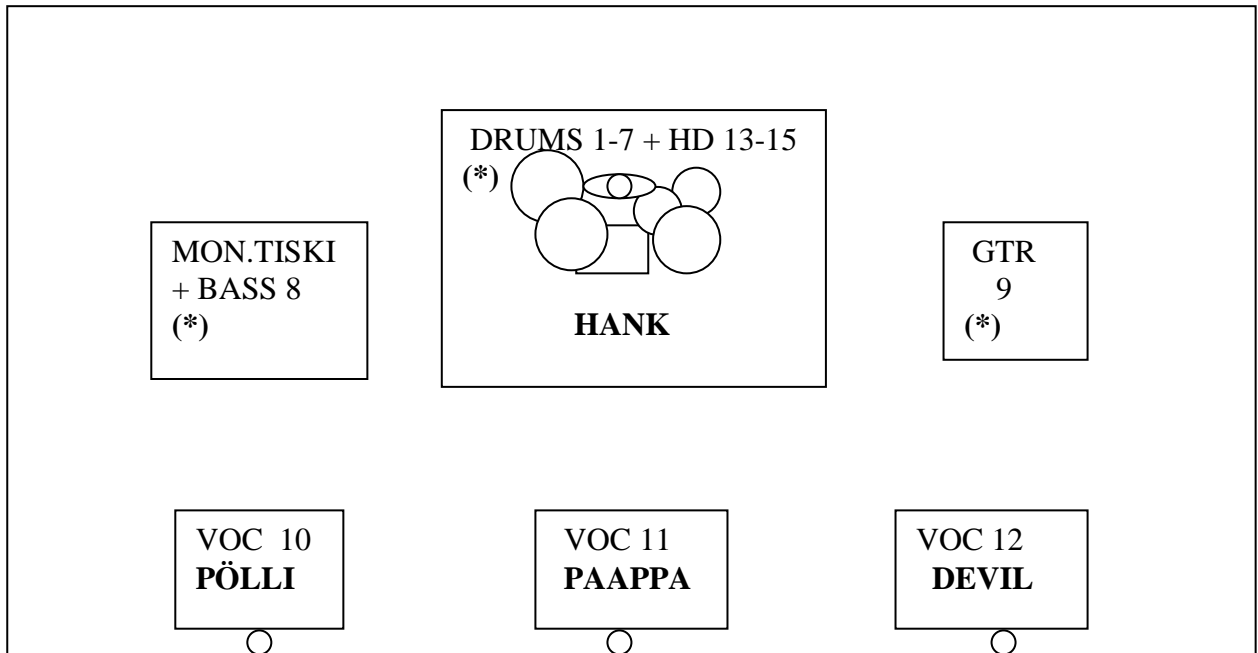 DRUMS 1-7 + HD 13-15
(*)
HANK
MON.TISKI
+ BASS 8
(*)
GTR
9
(*)
VOC 10
PÖLLI
VOC 11
PAAPPA
VOC 12
DEVIL